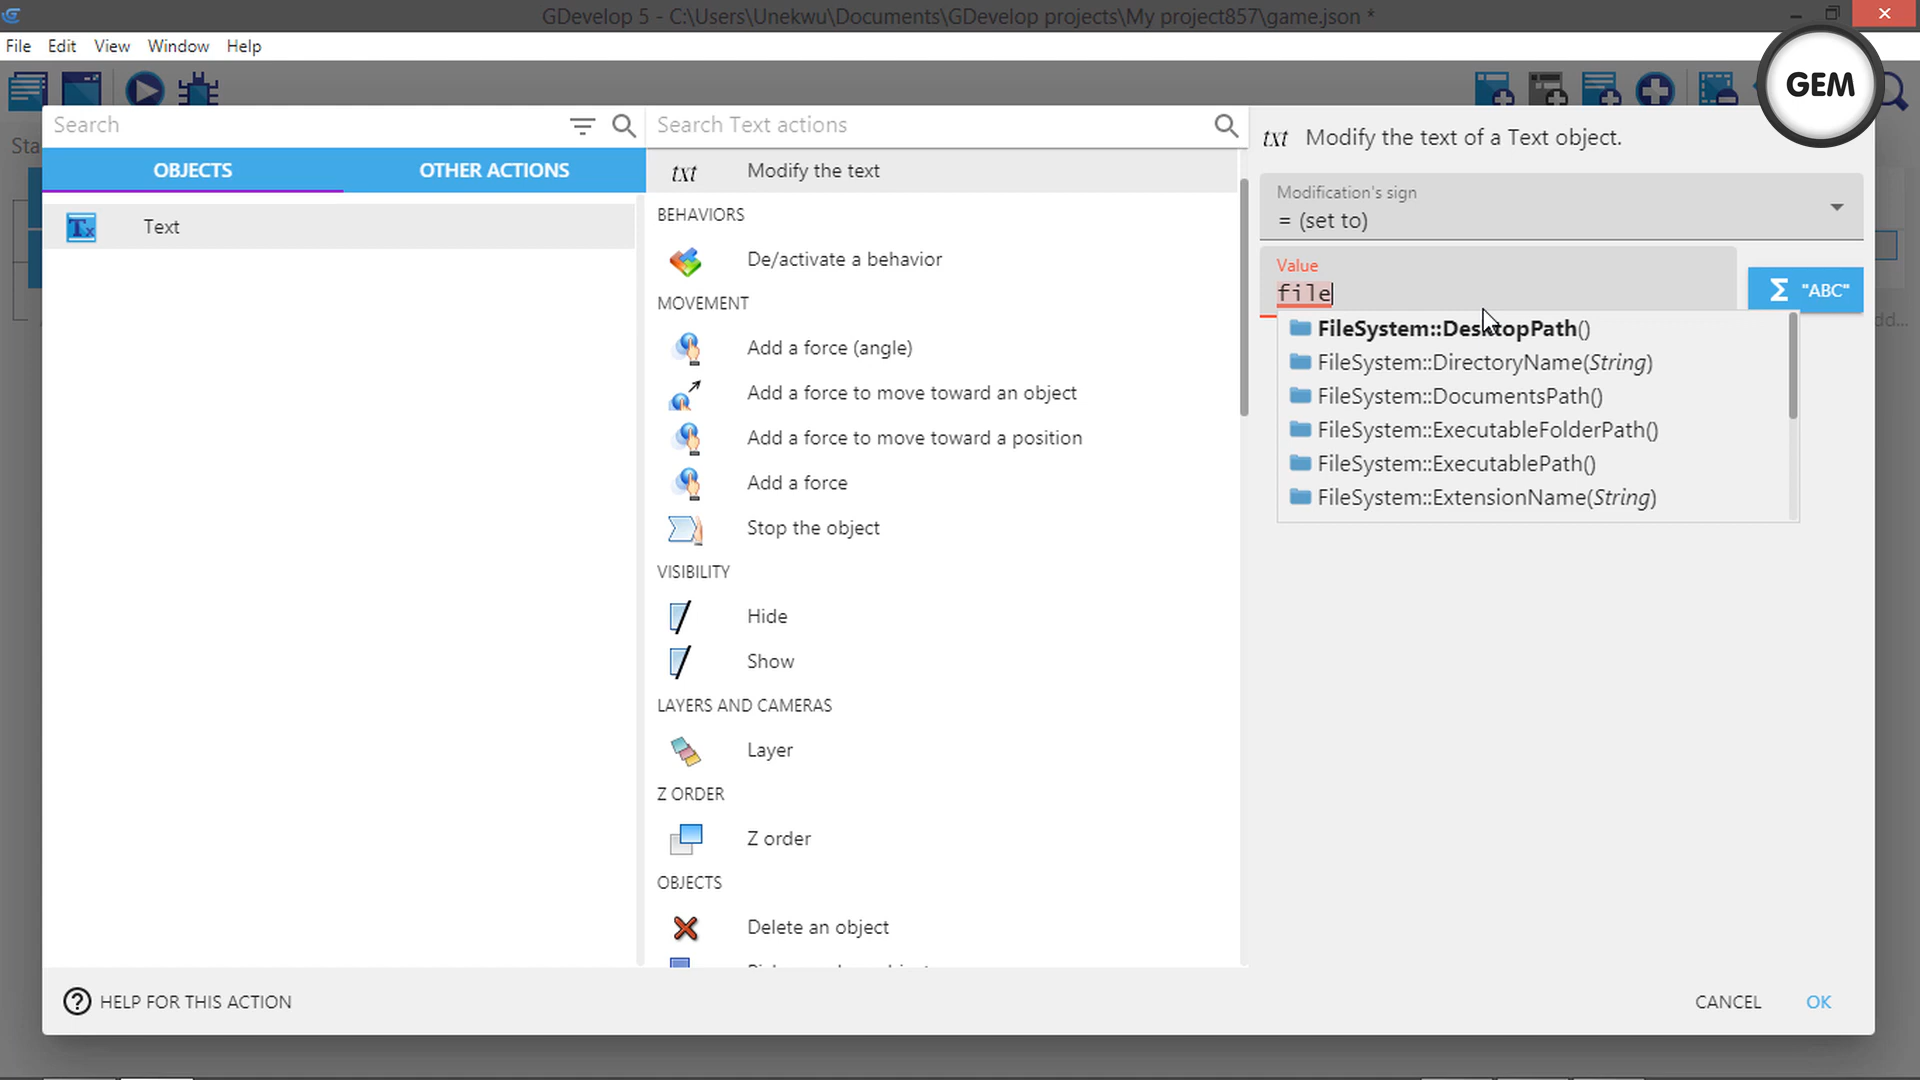 GDevelop 5 - C:\Users\Unekwu\Documents\GDevelop projects\My project857\game.json *
File Edit View Window Help
GEM
Sta
Search
Search Text actions
OBJECTS
OTHER ACTIONS
Text
txt Modify the text
BEHAVIORS
De/activate a behavior
MOVEMENT
Add a force (angle)
Add a force to move toward an object
Add a force to move toward a position
Add a force
Stop the object
VISIBILITY
Hide
Show
LAYERS AND CAMERAS
Layer
Z ORDER
Z order
OBJECTS
Delete an object
txt Modify the text of a Text object.
Modification's sign
= (set to)
Value
file
Σ "ABC"
FileSystem::DesktopPath()
FileSystem::DirectoryName(String)
FileSystem::DocumentsPath()
FileSystem::ExecutableFolderPath()
FileSystem::ExecutablePath()
FileSystem::ExtensionName(String)
dd...
HELP FOR THIS ACTION
CANCEL
OK